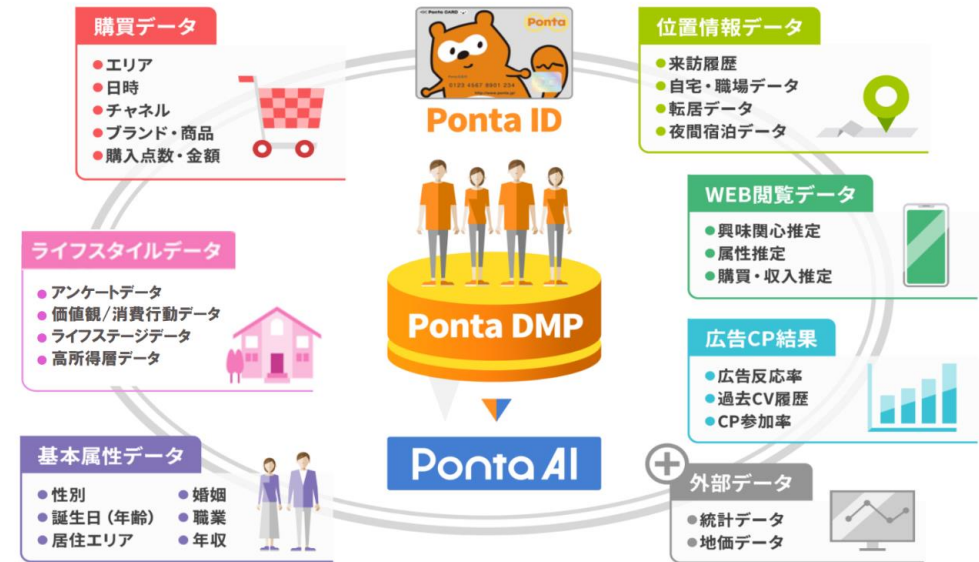 購買データ
●エリア
●日時
●チャネル
●ブランド・商品
●購入点数・金額
Ponta CARD
Ponta
0123 4567 8901 234
http://www.ponta.jp
Ponta ID
位置情報データ
●来訪履歴
●自宅・職場データ
●転居データ
●夜間宿泊データ
WEB閲覧データ
●興味関心推定
●属性推定
●購買・収入推定
ライフスタイルデータ
●アンケートデータ
●価値観/消費行動データ
●ライフステージデータ
●高所得層データ
Ponta DMP
広告CP結果
●広告反応率
●過去CV履歴
●CP参加率
Ponta AI
基本属性データ
●性別
●誕生日(年齢)
●居住エリア
●婚姻
●職業
●年収
+
外部データ
●統計データ
●地価データ